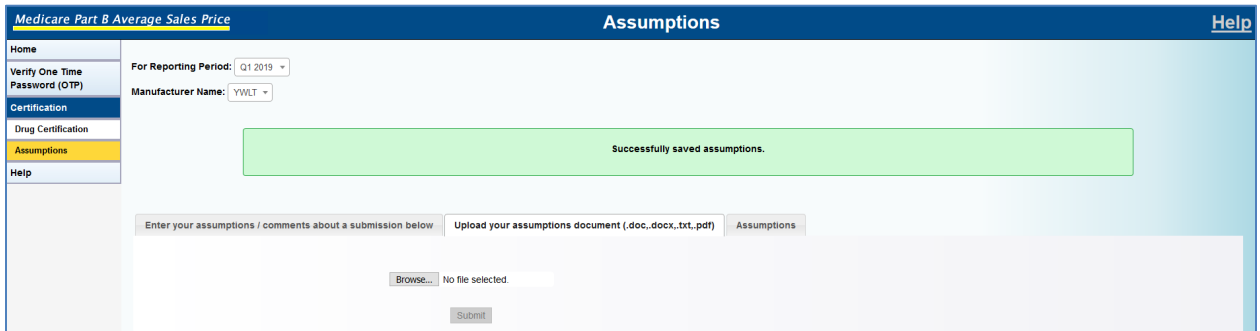 Medicare Part B Average Sales Price
Assumptions
Help
Home
Verify One Time
Password (OTP)
Certification
Drug Certification
Assumptions
Help
For Reporting Period: Q1 2019
Manufacturer Name: YWLT
Successfully saved assumptions.
Enter your assumptions / comments about a submission below
Upload your assumptions document (.doc,.docx,.txt,.pdf)
Assumptions
Browse... No file selected.
Submit